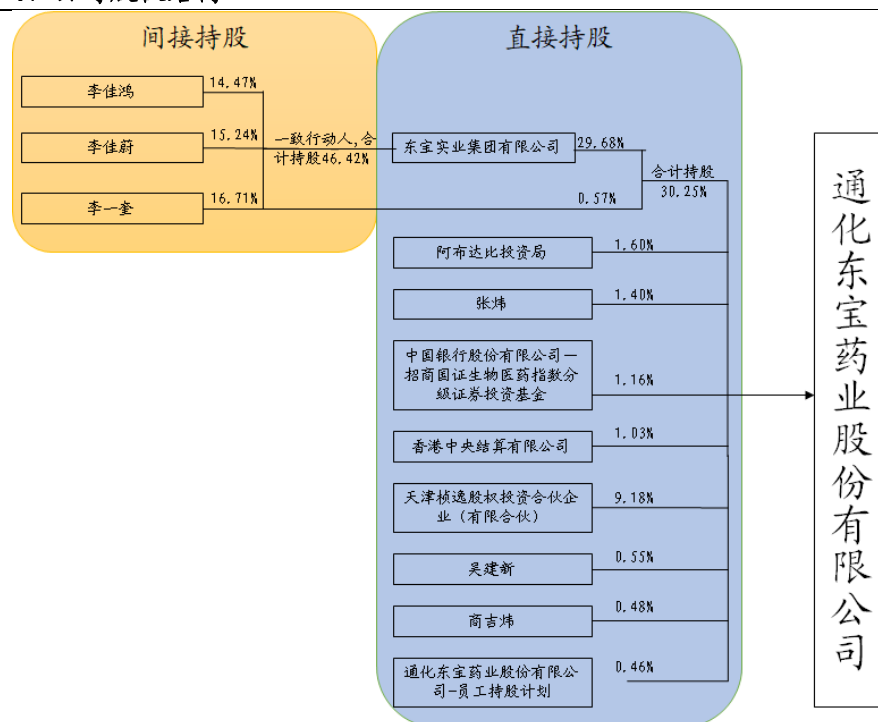 间接持股
直接持股
李佳鸿
14.47%
李佳蔚
15.24%
一致行动人,合
计持股46.42%
东宝实业集团有限公司
29.68%
合计持股
30.25%
李一奎
16.71%
0.57%
阿布达比投资局
1.60%
张炜
1.40%
中国银行股份有限公司一
招商国证生物医药指数分
级证券投资基金
1.16%
香港中央结算有限公司
1.03%
天津桢逸股权投资合伙企
业（有限合伙）
9.18%
吴建新
0.55%
商吉炜
0.48%
通化东宝药业股份有限公
司-员工持股计划
0.46%
通化东宝药业股份有限公司